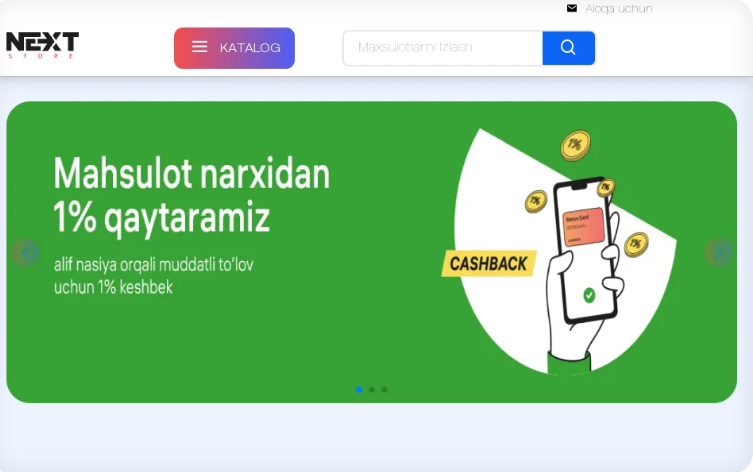 Aloqa uchun
NEXT
STORE
KATALOG
Maxsulotlarni Izlash
Mahsulot narxidan
1% qaytaramiz
alif nasiya orqali muddatli to'lov
uchun 1% keshbek
CASHBACK
1%
1%
1%
1%
Bonus Card